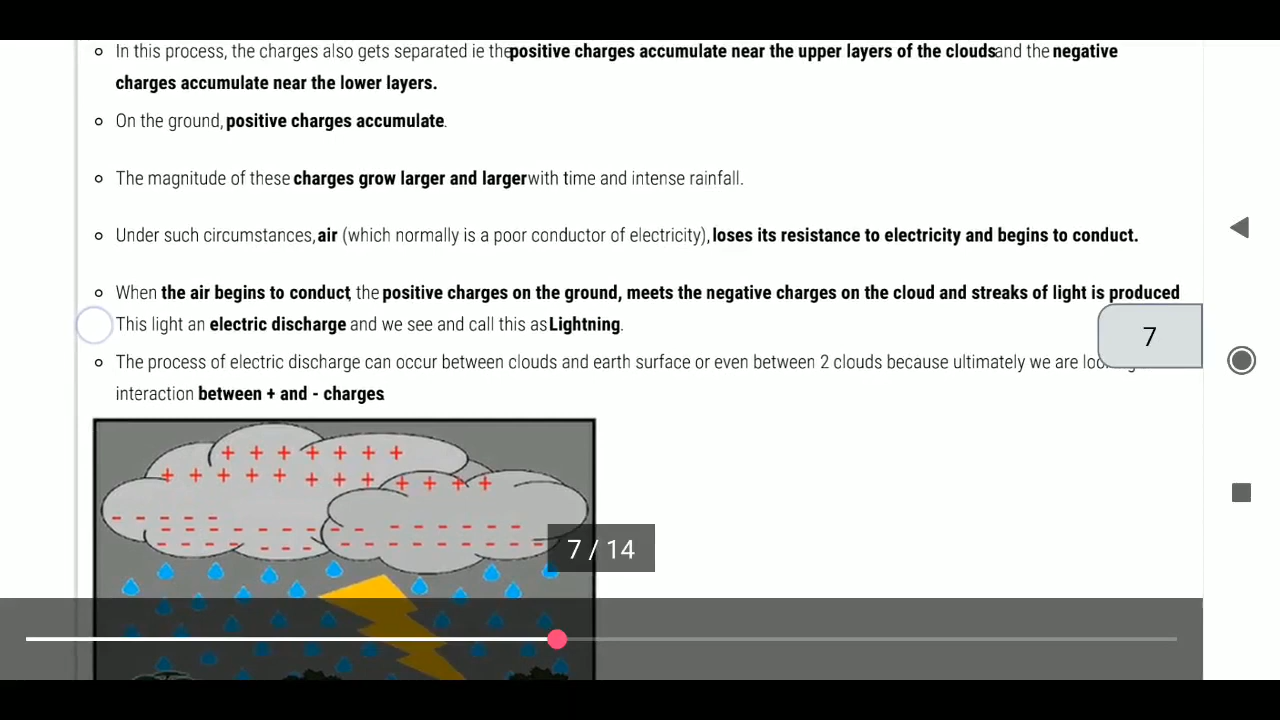 In this process, the charges also gets separated ie the positive charges accumulate near the upper layers of the clouds and the negative
charges accumulate near the lower layers.
On the ground, positive charges accumulate.
The magnitude of these charges grow larger and larger with time and intense rainfall.
Under such circumstances, air (which normally is a poor conductor of electricity), loses its resistance to electricity and begins to conduct.
When the air begins to conduct, the positive charges on the ground, meets the negative charges on the cloud and streaks of light is produced
This light an electric discharge and we see and call this as Lightning.
7
The process of electric discharge can occur between clouds and earth surface or even between 2 clouds because ultimately we are
interaction between + and - charges.
7 / 14